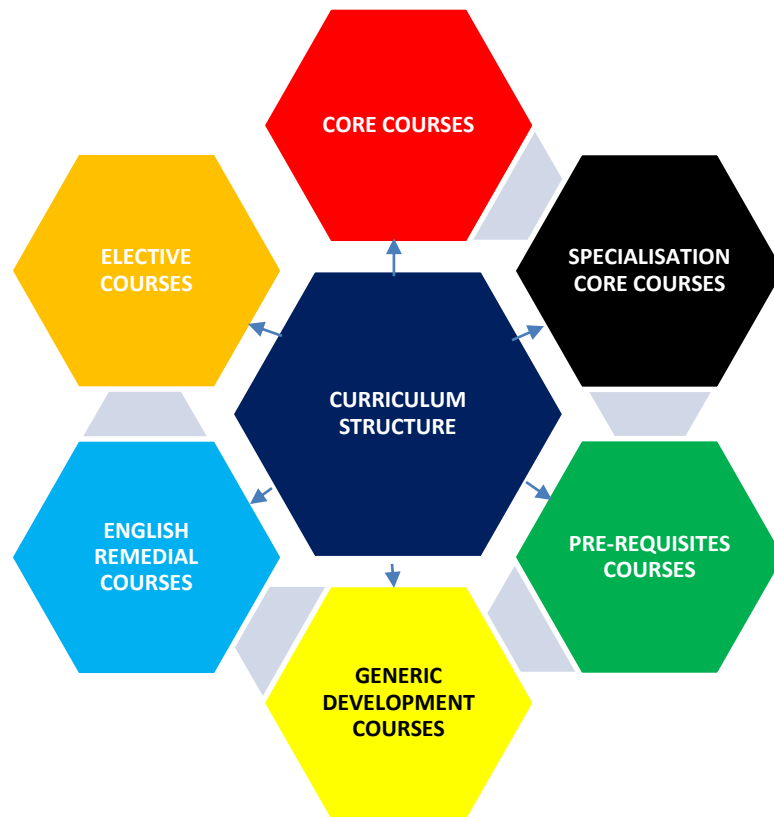 CORE COURSES
ELECTIVE
COURSES
SPECIALISATION
CORE COURSES
CURRICULUM
STRUCTURE
ENGLISH
REMEDIAL
COURSES
PRE-REQUISITES
COURSES
GENERIC
DEVELOPMENT
COURSES